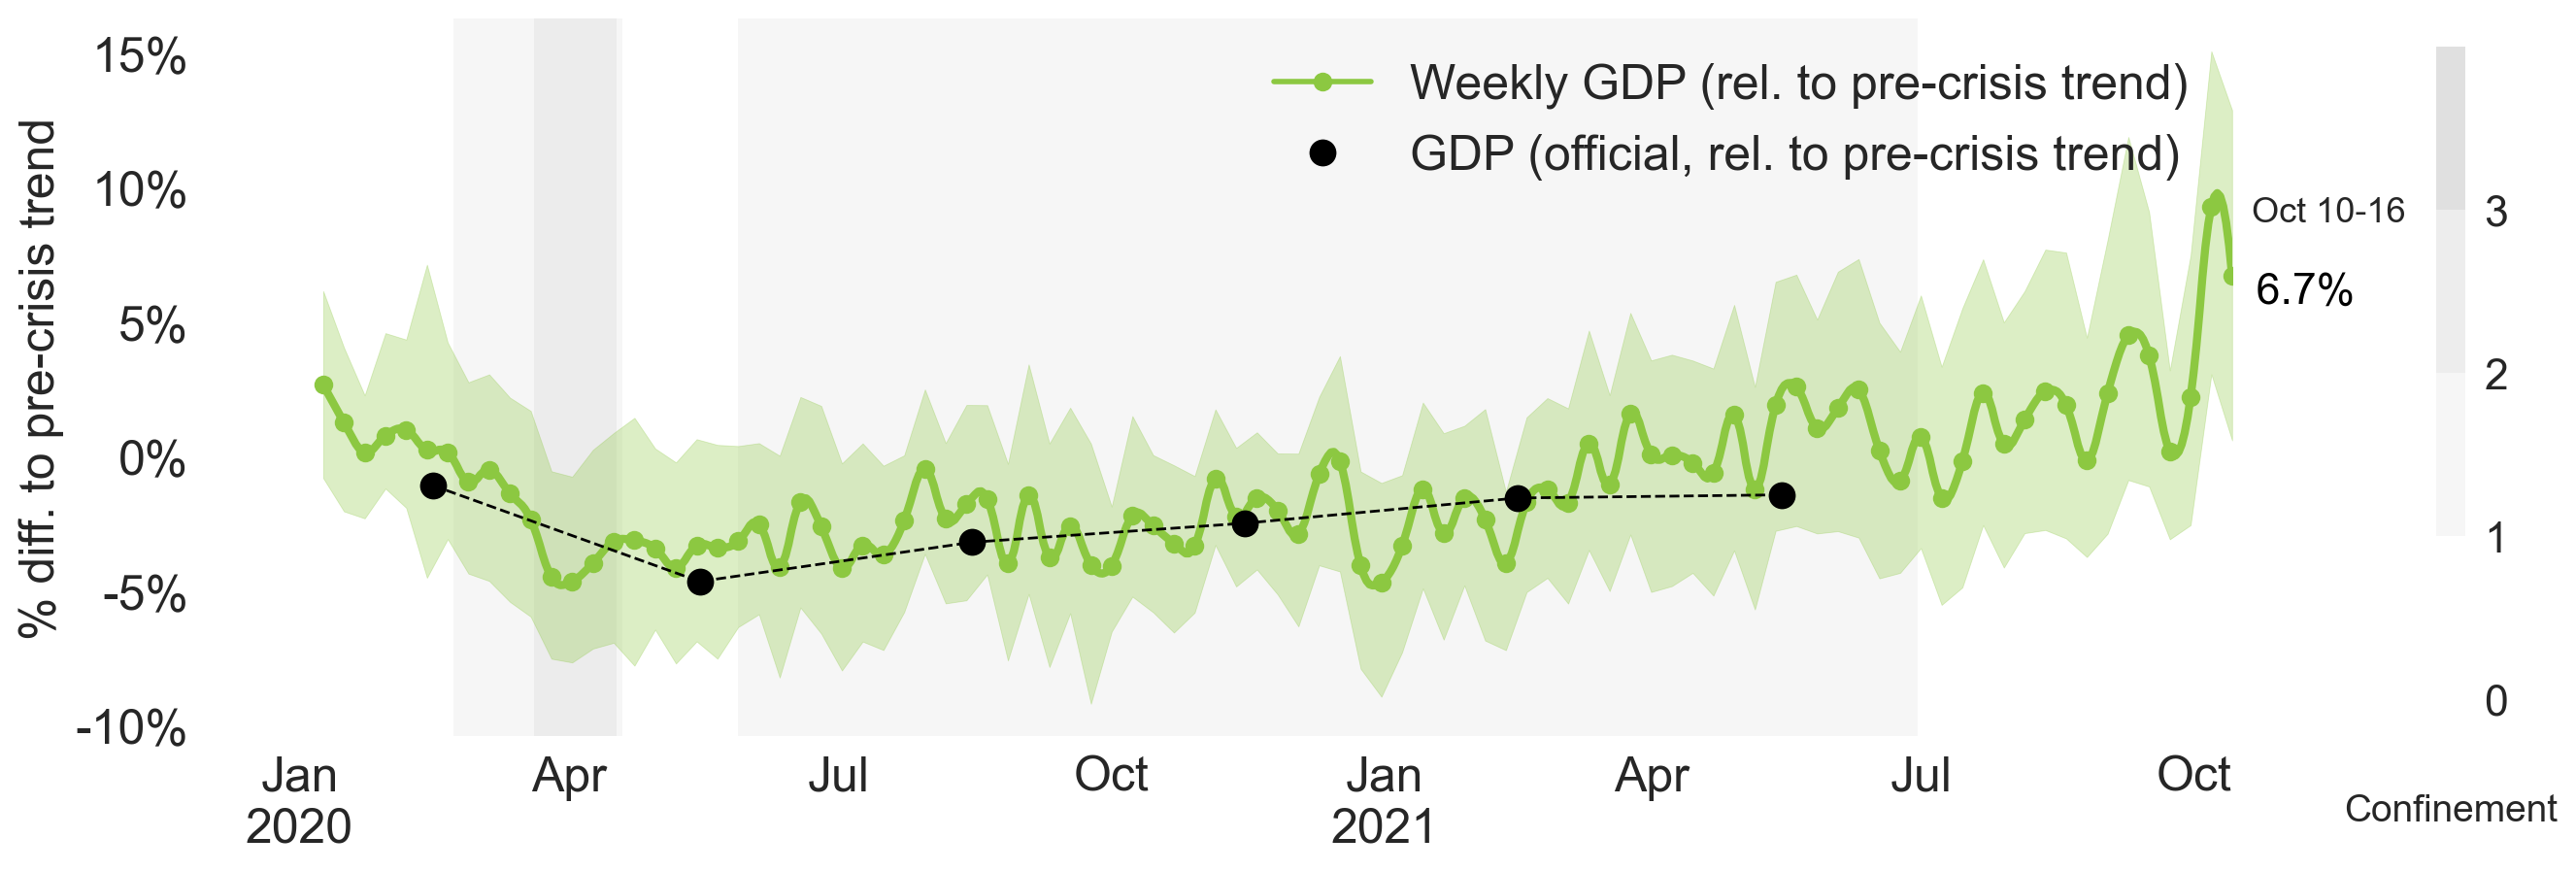 % diff. to pre-crisis trend
15%
10%
5%
0%
-5%
-10%
Weekly GDP (rel. to pre-crisis trend)
GDP (official, rel. to pre-crisis trend)
Oct 10-16
6.7%
3
2
1
0
Confinement
Jan Apr Jul Oct Jan Apr Jul Oct
2020 2021